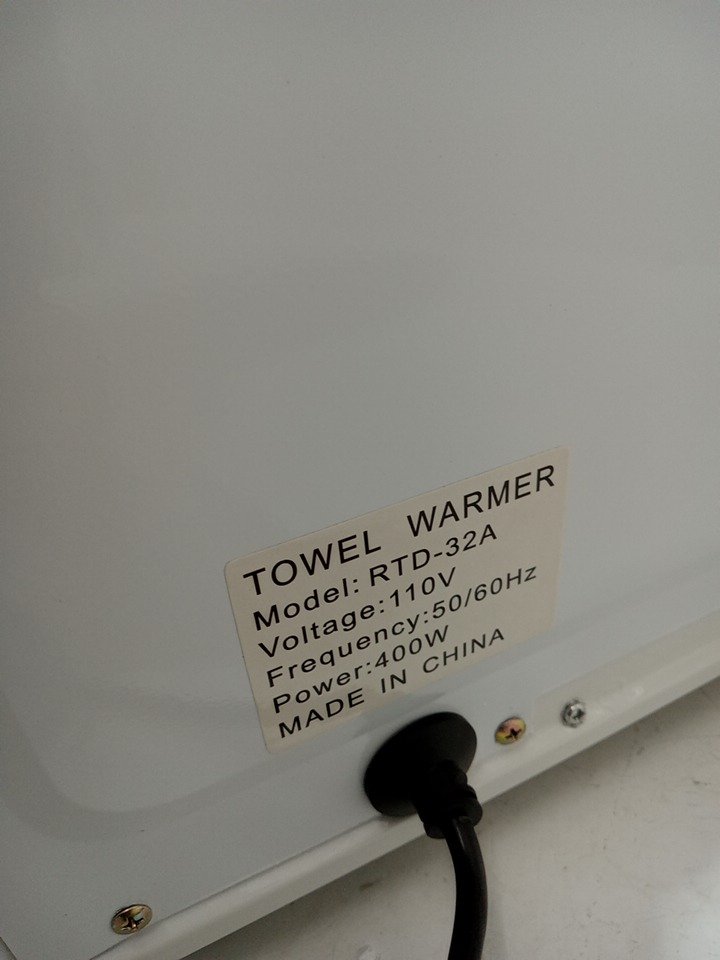 TOWEL WARMER
Model: RTD-32A
Voltage:110V
Frequency:50/60Hz
Power:400W
MADE IN CHINA